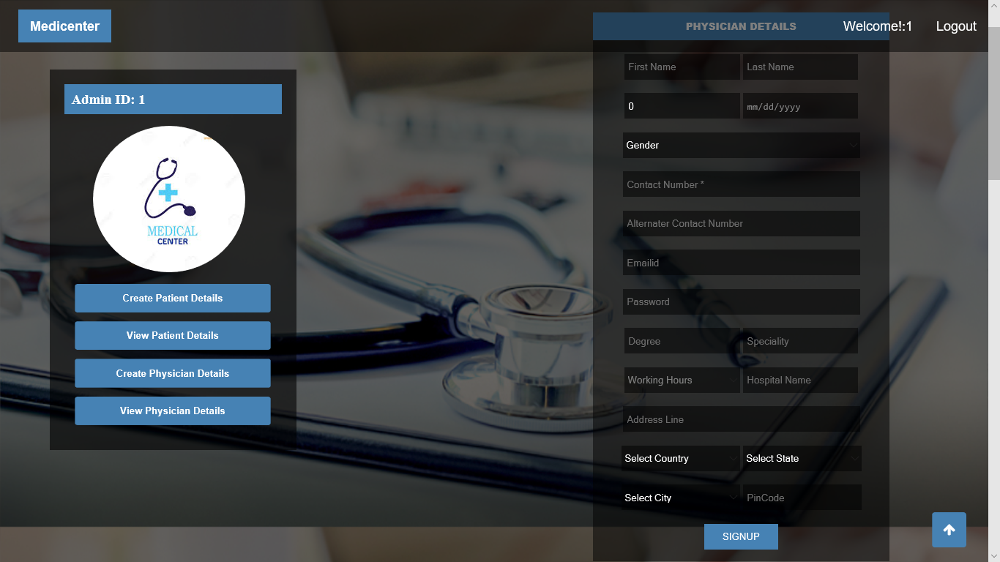 Medicenter
Welcome!:1 Logout
Admin ID: 1
MEDICAL
CENTER
Create Patient Details
View Patient Details
Create Physician Details
View Physician Details
PHYSICIAN DETAILS
First Name Last Name
0 mm/dd/yyyy
Gender
Contact Number *
Alternater Contact Number
Emailid
Password
Degree Speciality
Working Hours Hospital Name
Address Line
Select Country Select State
Select City PinCode
SIGNUP